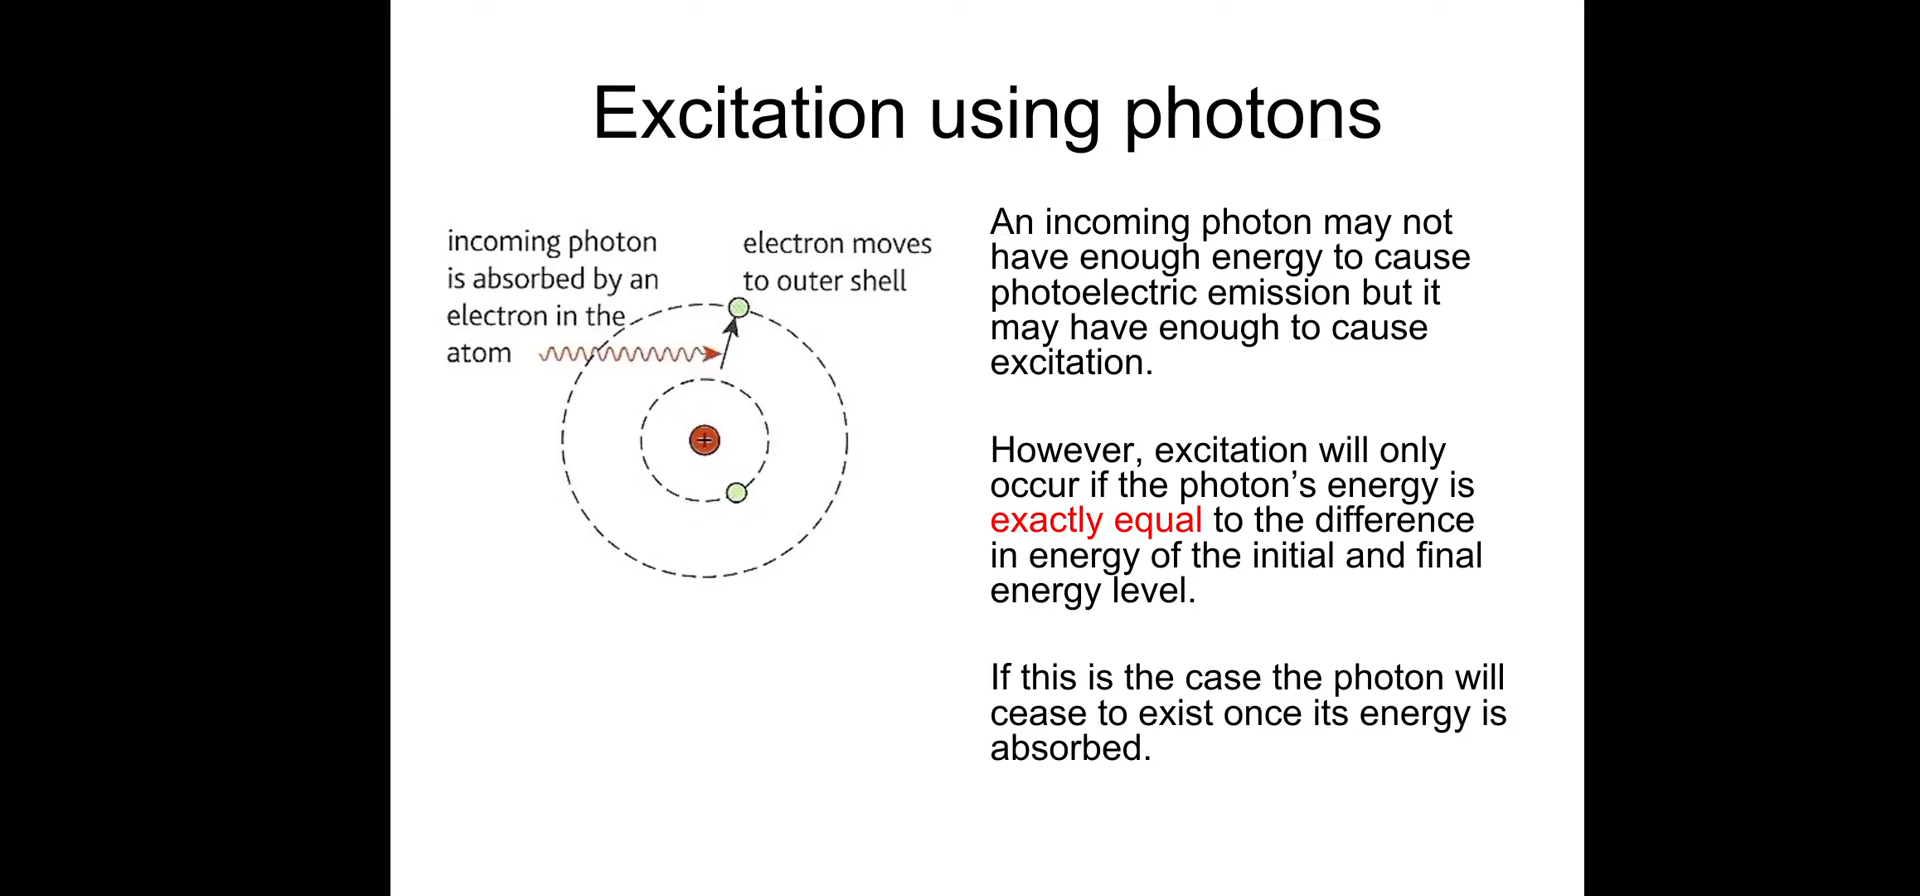 Excitation using photons
incoming photon
is absorbed by an
electron in the
atom
electron moves
to outer shell
+
An incoming photon may not
have enough energy to cause
photoelectric emission but it
may have enough to cause
excitation.
However, excitation will only
occur if the photon’s energy is
exactly equal to the difference
in energy of the initial and final
energy level.
If this is the case the photon will
cease to exist once its energy is
absorbed.